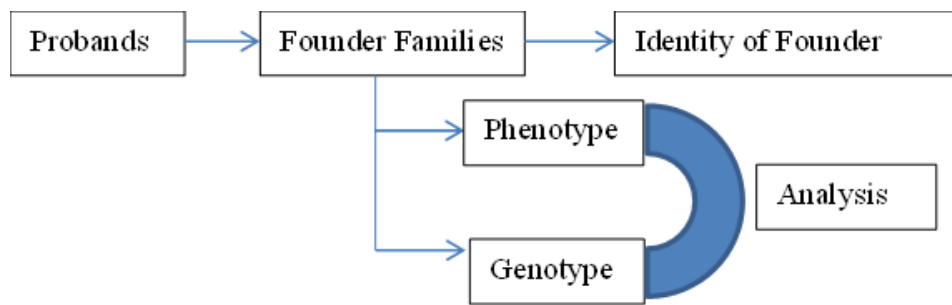 Probands
Founder Families
Identity of Founder
Phenotype
Analysis
Genotype